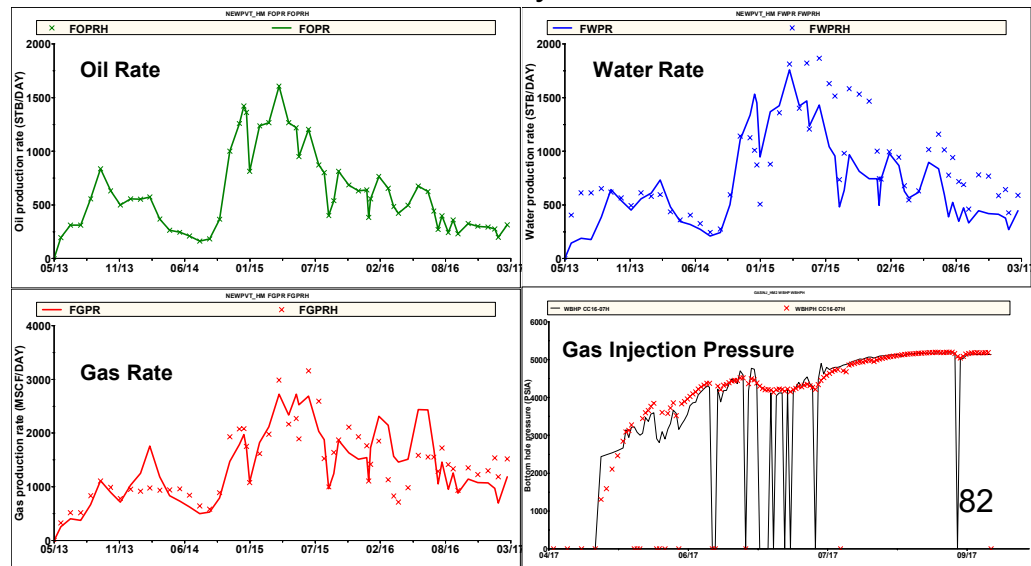 NEWPVT_HM FOPR FOPRH
FOPRH FOPR
Oil Rate
Oil production rate (STB/DAY)
2000
1500
1000
500
0
05/13 11/13 06/14 01/15 07/15 02/16 08/16 03/17
NEWPVT_HM FWPR FWPRH
FWPR FWPRH
Water Rate
Water production rate (STB/DAY)
2000
1500
1000
500
0
05/13 11/13 06/14 01/15 07/15 02/16 08/16 03/17
NEWPVT_HM FGPR FGPRH
FGPR FGPRH
Gas Rate
Gas production rate (MSCF/DAY)
4000
3000
2000
1000
0
05/13 11/13 06/14 01/15 07/15 02/16 08/16 03/17
WBHP WBHPH
WBHP CC16-07H WBHPH CC16-07H
Gas Injection Pressure
Bottom hole pressure (PSIA)
6000
5000
4000
3000
2000
1000
0
04/17 06/17 07/17 09/17
82